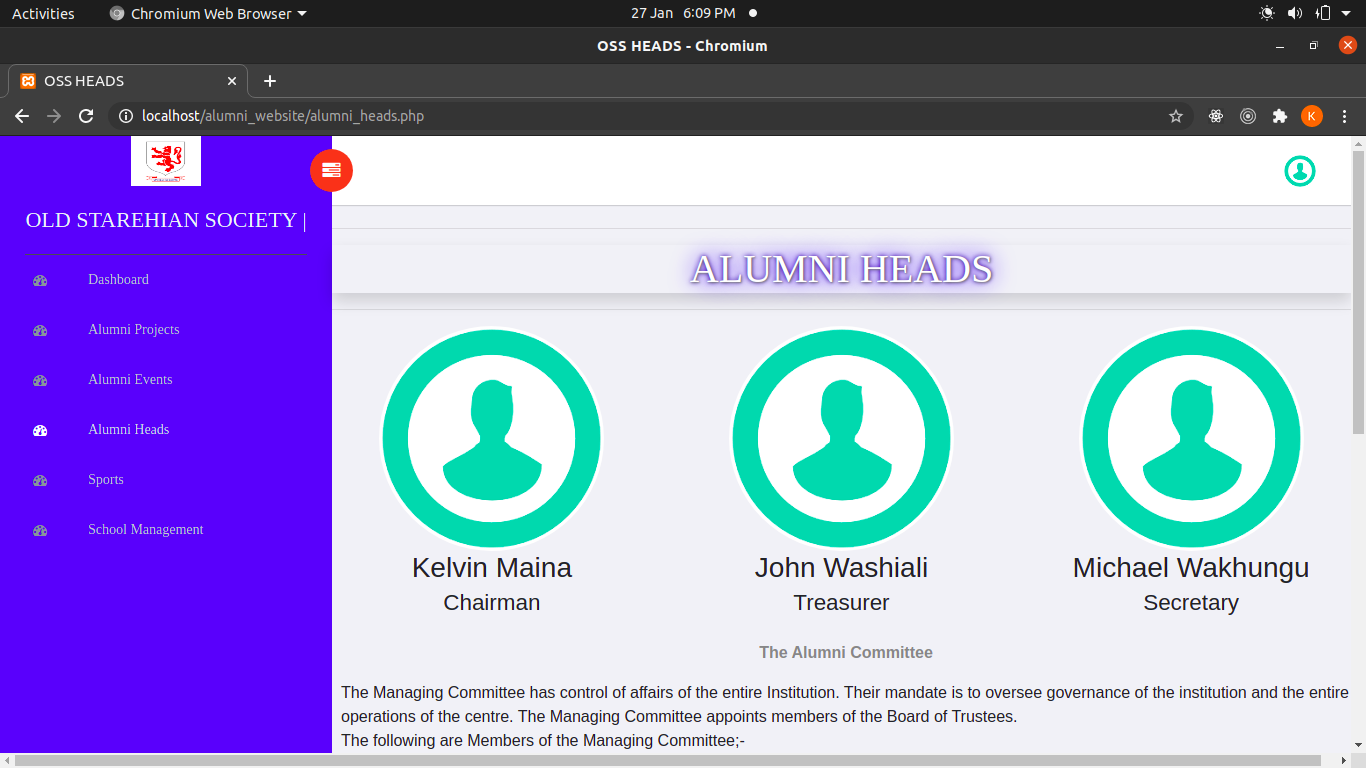 Activities Chromium Web Browser 27 Jan 6:09 PM
OSS HEADS - Chromium
OSS HEADS
localhost/alumni_website/alumni_heads.php
K
OLD STAREHIAN SOCIETY |
Dashboard
Alumni Projects
Alumni Events
Alumni Heads
Sports
School Management
ALUMNI HEADS
Kelvin Maina
Chairman
John Washiali
Treasurer
Michael Wakhungu
Secretary
The Alumni Committee
The Managing Committee has control of affairs of the entire Institution. Their mandate is to oversee governance of the institution and the entire
operations of the centre. The Managing Committee appoints members of the Board of Trustees.
The following are Members of the Managing Committee;-